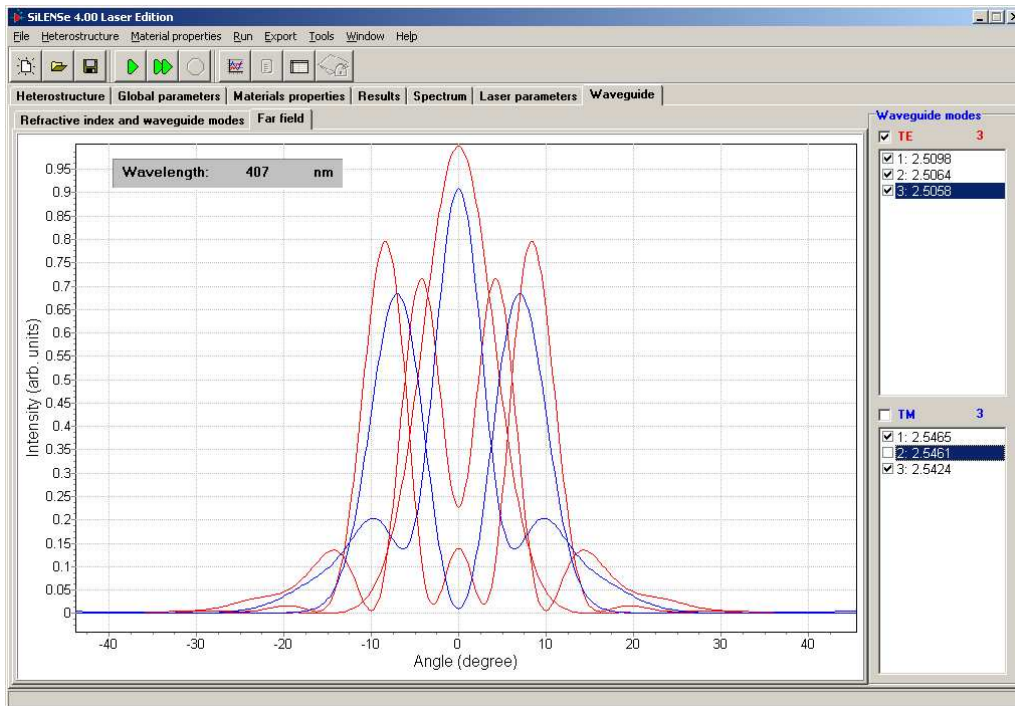 SiLENSe 4.00 Laser Edition
File Heterostructure Material properties Run Export Tools Window Help
Heterostructure Global parameters Materials properties Results Spectrum Laser parameters Waveguide
Refractive index and waveguide modes Far field
Waveguide modes
TE 3
1: 2.5098
2: 2.5064
3: 2.5058
TM 3
1: 2.5465
2: 2.5461
3: 2.5424
Wavelength: 407 nm
Intensity (arb. units)
0.95
0.9
0.85
0.8
0.75
0.7
0.65
0.6
0.55
0.5
0.45
0.4
0.35
0.3
0.25
0.2
0.15
0.1
0.05
0
-40 -30 -20 -10 0 10 20 30 40
Angle (degree)